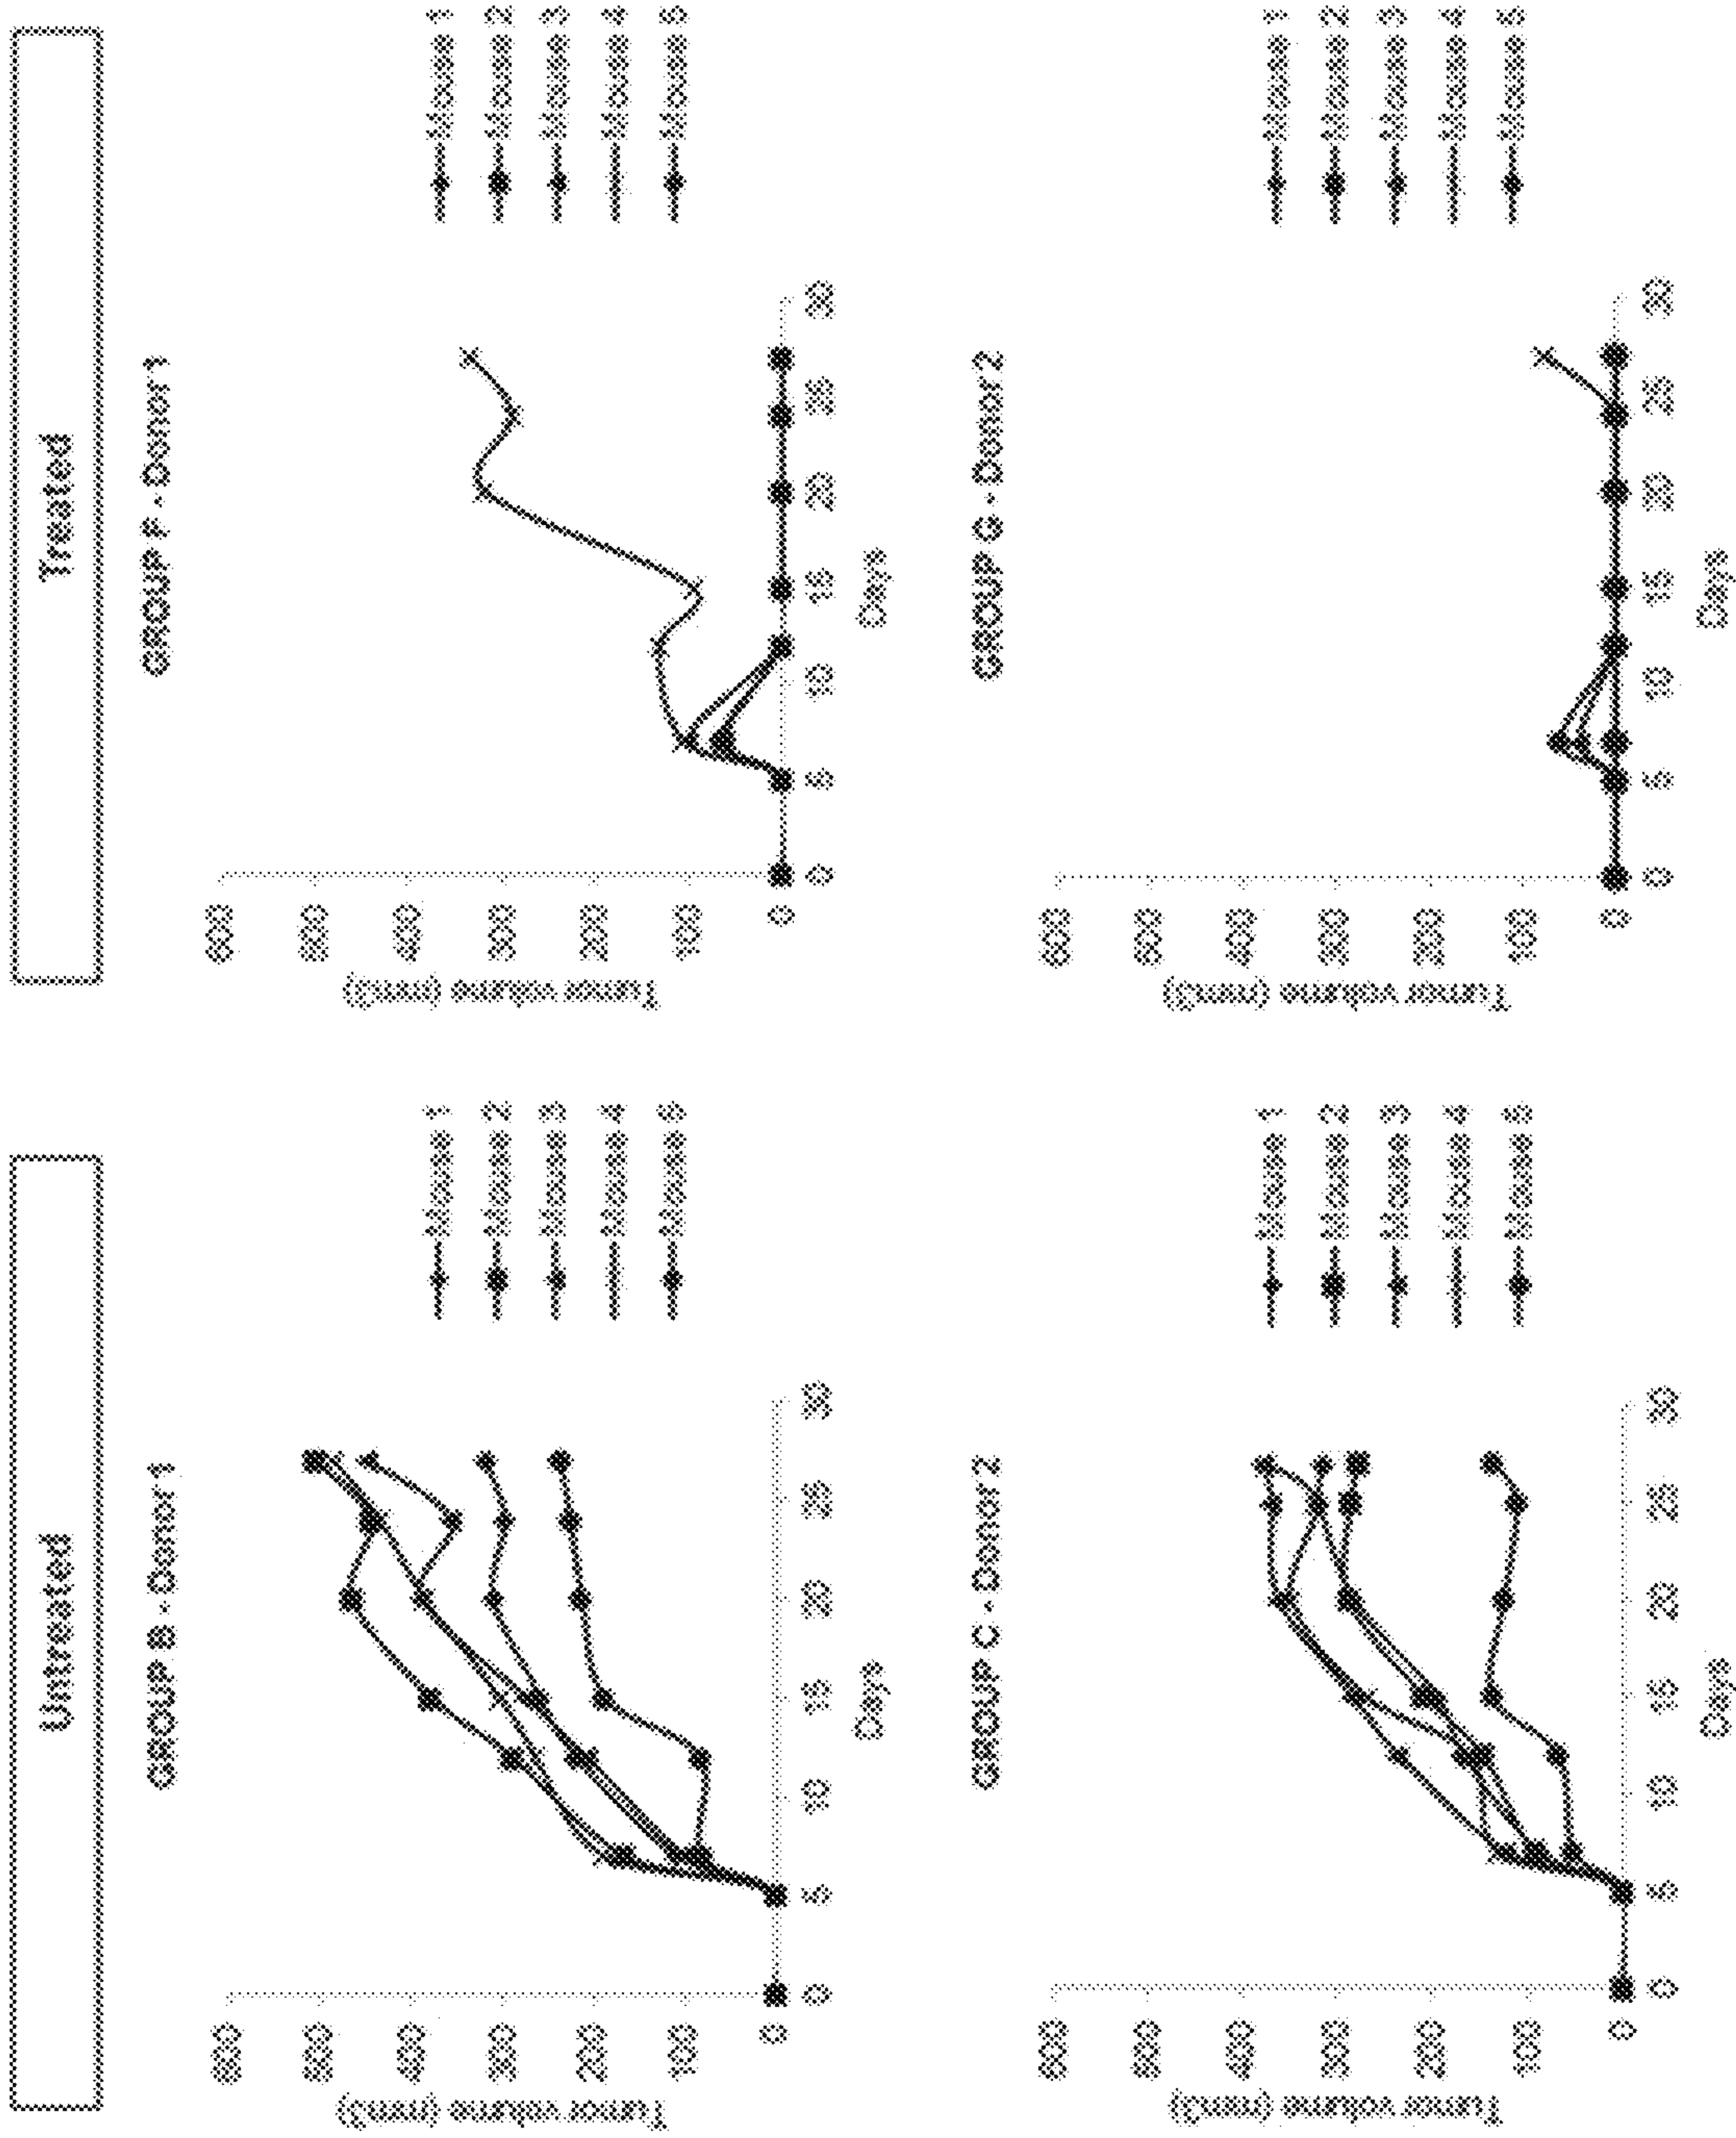 Untreated
Treated
GROUP B - Donor 1
Tumor volume (mm3)
600
500
400
300
200
100
0
0 5 10 15 20 25 30
Days
Mouse 1
Mouse 2
Mouse 3
Mouse 4
Mouse 5
GROUP F - Donor 1
Tumor volume (mm3)
600
500
400
300
200
100
0
0 5 10 15 20 25 30
Days
Mouse 1
Mouse 2
Mouse 3
Mouse 4
Mouse 5
GROUP C - Donor 2
Tumor volume (mm3)
600
500
400
300
200
100
0
0 5 10 15 20 25 30
Days
Mouse 1
Mouse 2
Mouse 3
Mouse 4
Mouse 5
GROUP G - Donor 2
Tumor volume (mm3)
600
500
400
300
200
100
0
0 5 10 15 20 25 30
Days
Mouse 1
Mouse 2
Mouse 3
Mouse 4
Mouse 5